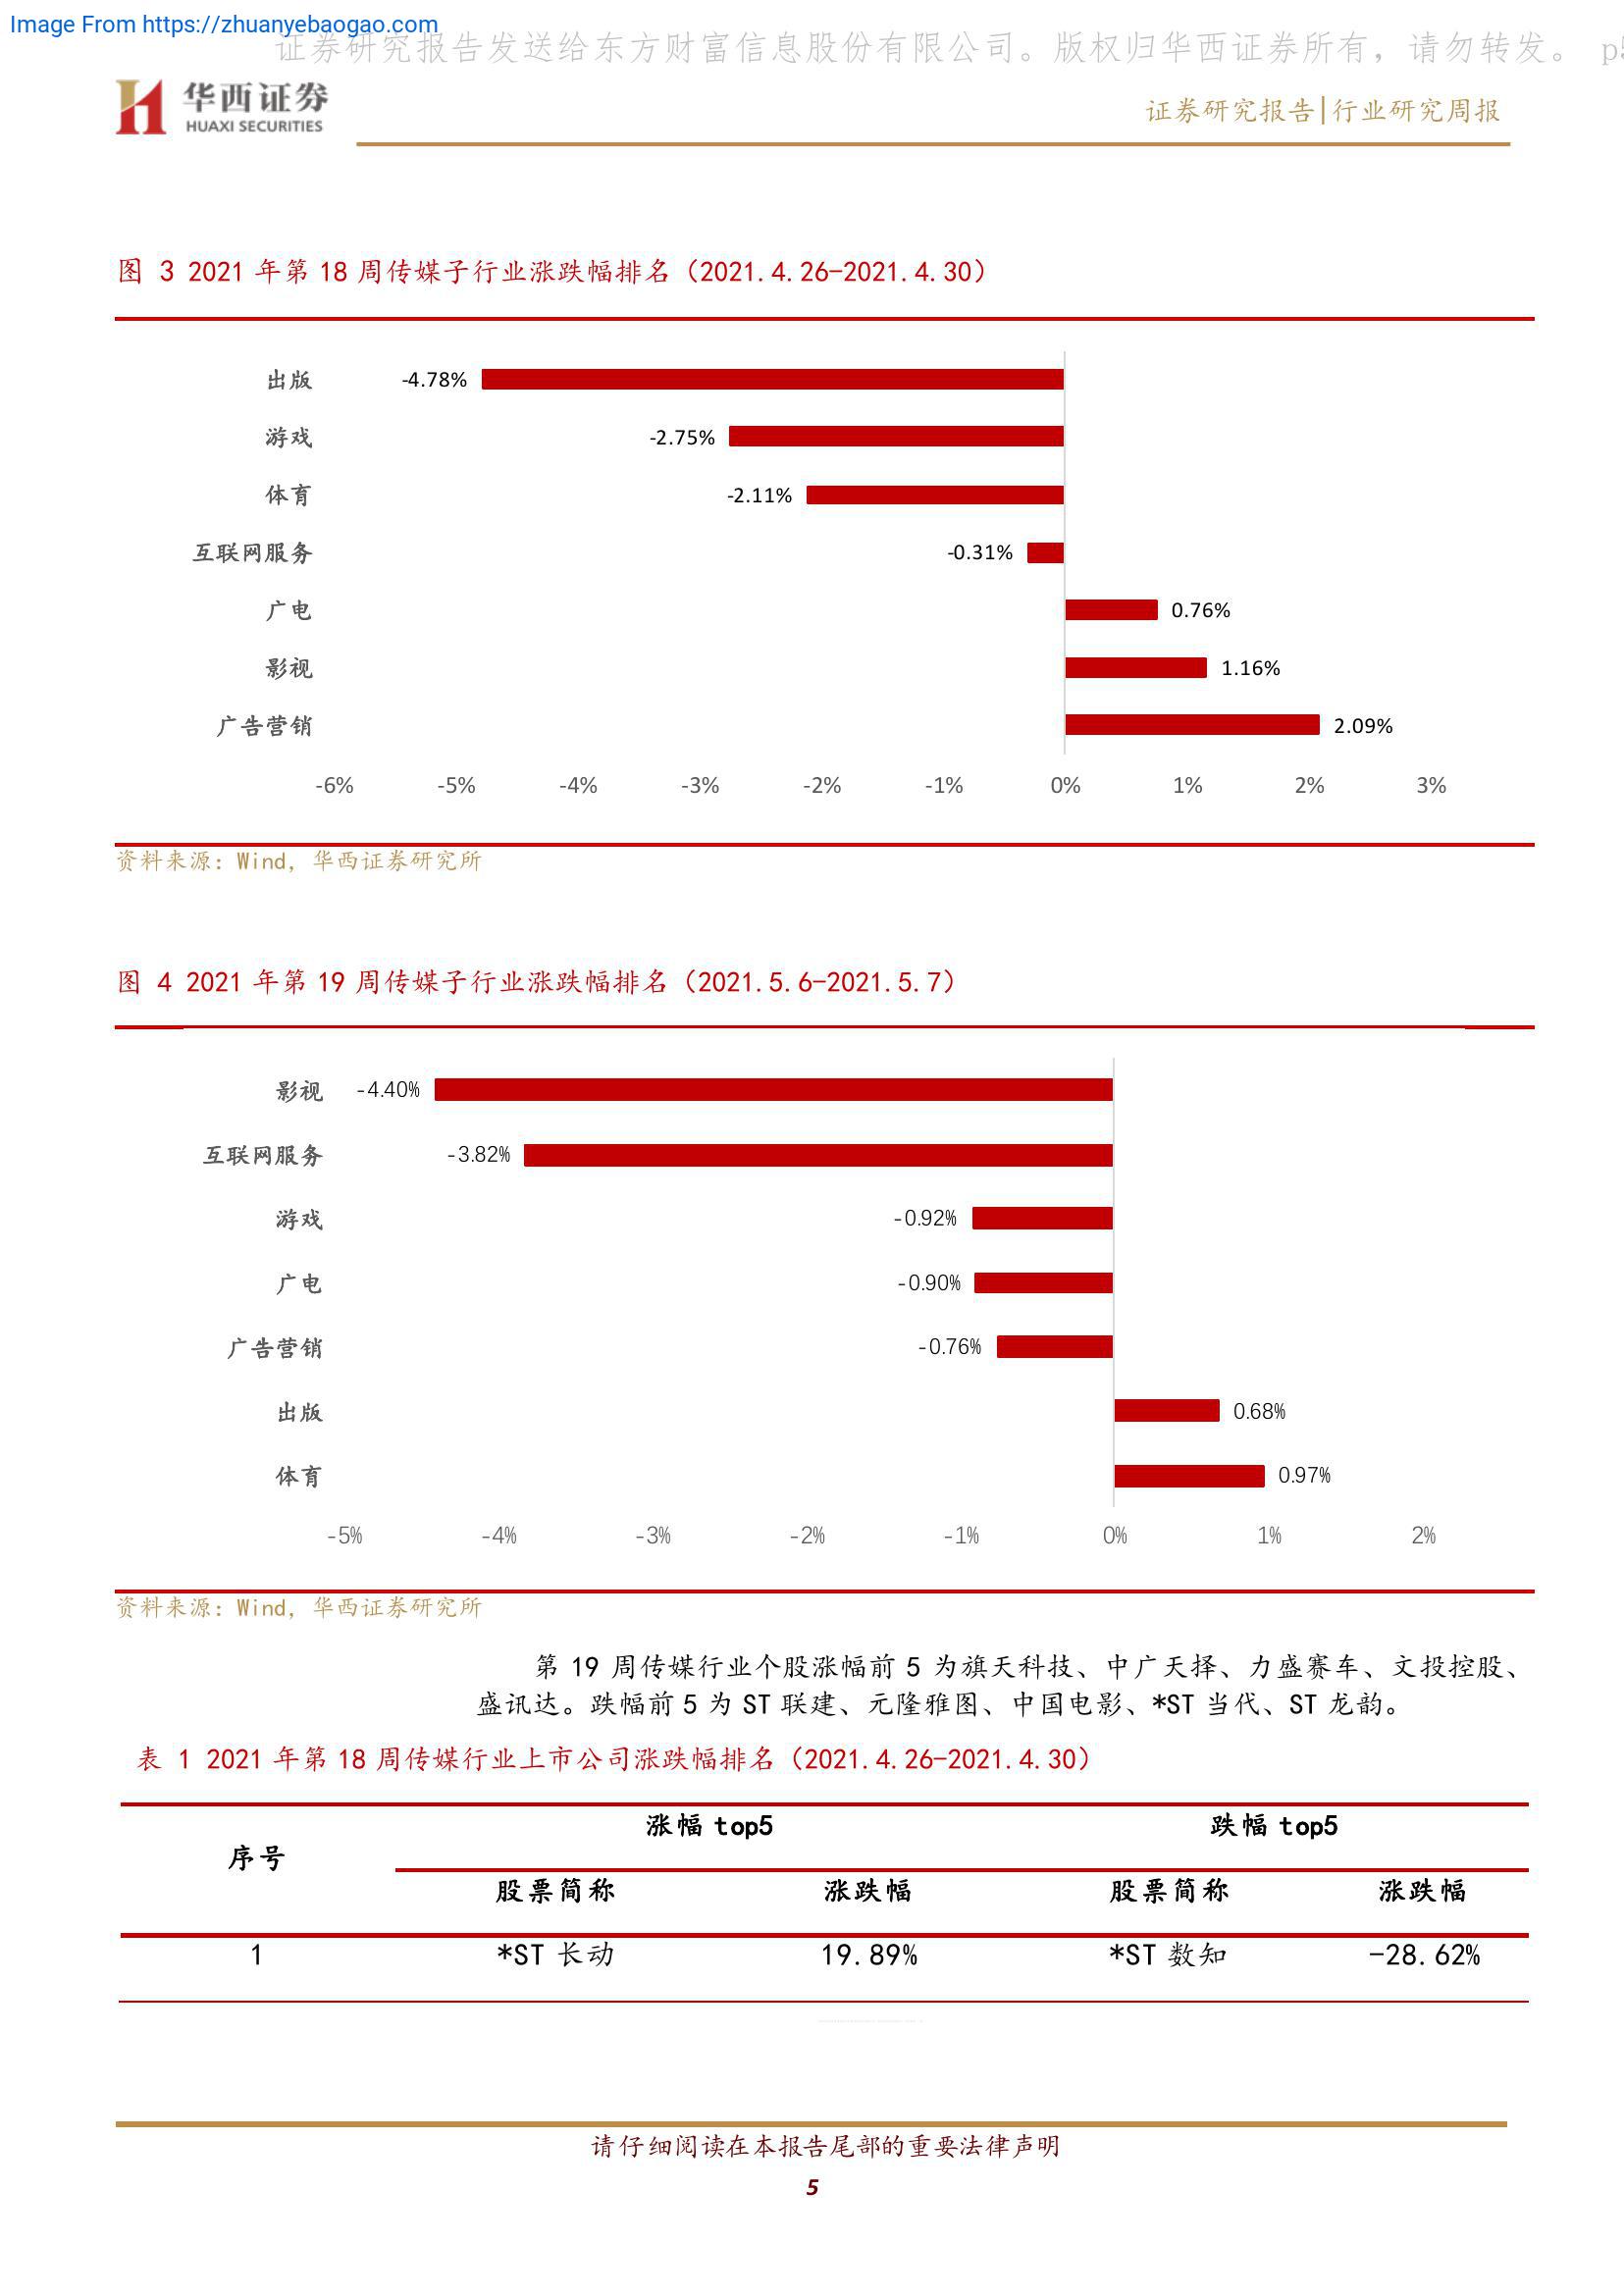 Image From https://zhuanyebaogao.com
证券研究报告发送给东方财富信息股份有限公司。版权归华西证券所有，请勿转发。 p5
华西证券
HUAXI SECURITIES
证券研究报告|行业研究周报
图 3 2021 年第 18 周传媒子行业涨跌幅排名（2021.4.26-2021.4.30）
出版 -4.78%
游戏 -2.75%
体育 -2.11%
互联网服务 -0.31%
广电 0.76%
影视 1.16%
广告营销 2.09%
-6% -5% -4% -3% -2% -1% 0% 1% 2% 3%
资料来源：Wind，华西证券研究所
图 4 2021 年第 19 周传媒子行业涨跌幅排名（2021.5.6-2021.5.7）
影视 -4.40%
互联网服务 -3.82%
游戏 -0.92%
广电 -0.90%
广告营销 -0.76%
出版 0.68%
体育 0.97%
-5% -4% -3% -2% -1% 0% 1% 2%
资料来源：Wind，华西证券研究所
第 19 周传媒行业个股涨幅前 5 为旗天科技、中广天择、力盛赛车、文投控股、
盛讯达。跌幅前 5 为 ST 联建、元隆雅图、中国电影、*ST 当代、ST 龙韵。
表 1 2021 年第 18 周传媒行业上市公司涨跌幅排名（2021.4.26-2021.4.30）
序号 涨幅 top5 跌幅 top5
股票简称 涨跌幅 股票简称 涨跌幅
1 *ST 长动 19.89% *ST 数知 -28.62%
请仔细阅读在本报告尾部的重要法律声明
5